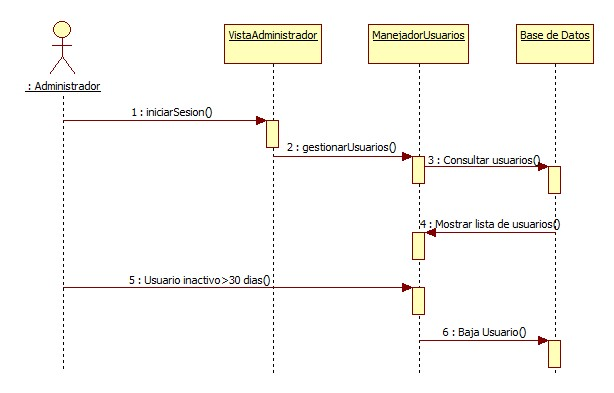 VistaAdministrador
ManejadorUsuarios
Base de Datos
: Administrador
1 : iniciarSesion()
2 : gestionarUsuarios()
3 : Consultar usuarios()
4 : Mostrar lista de usuarios()
5 : Usuario inactivo>30 dias()
6 : Baja Usuario()